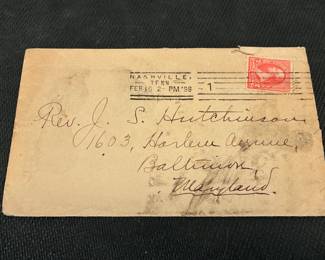 NASHVILLE,
TENN
FEB 10 2-PM '98
1
Rev. J. S. Hutchinson
1603, Harlem Avenue,
Baltimore,
Maryland.